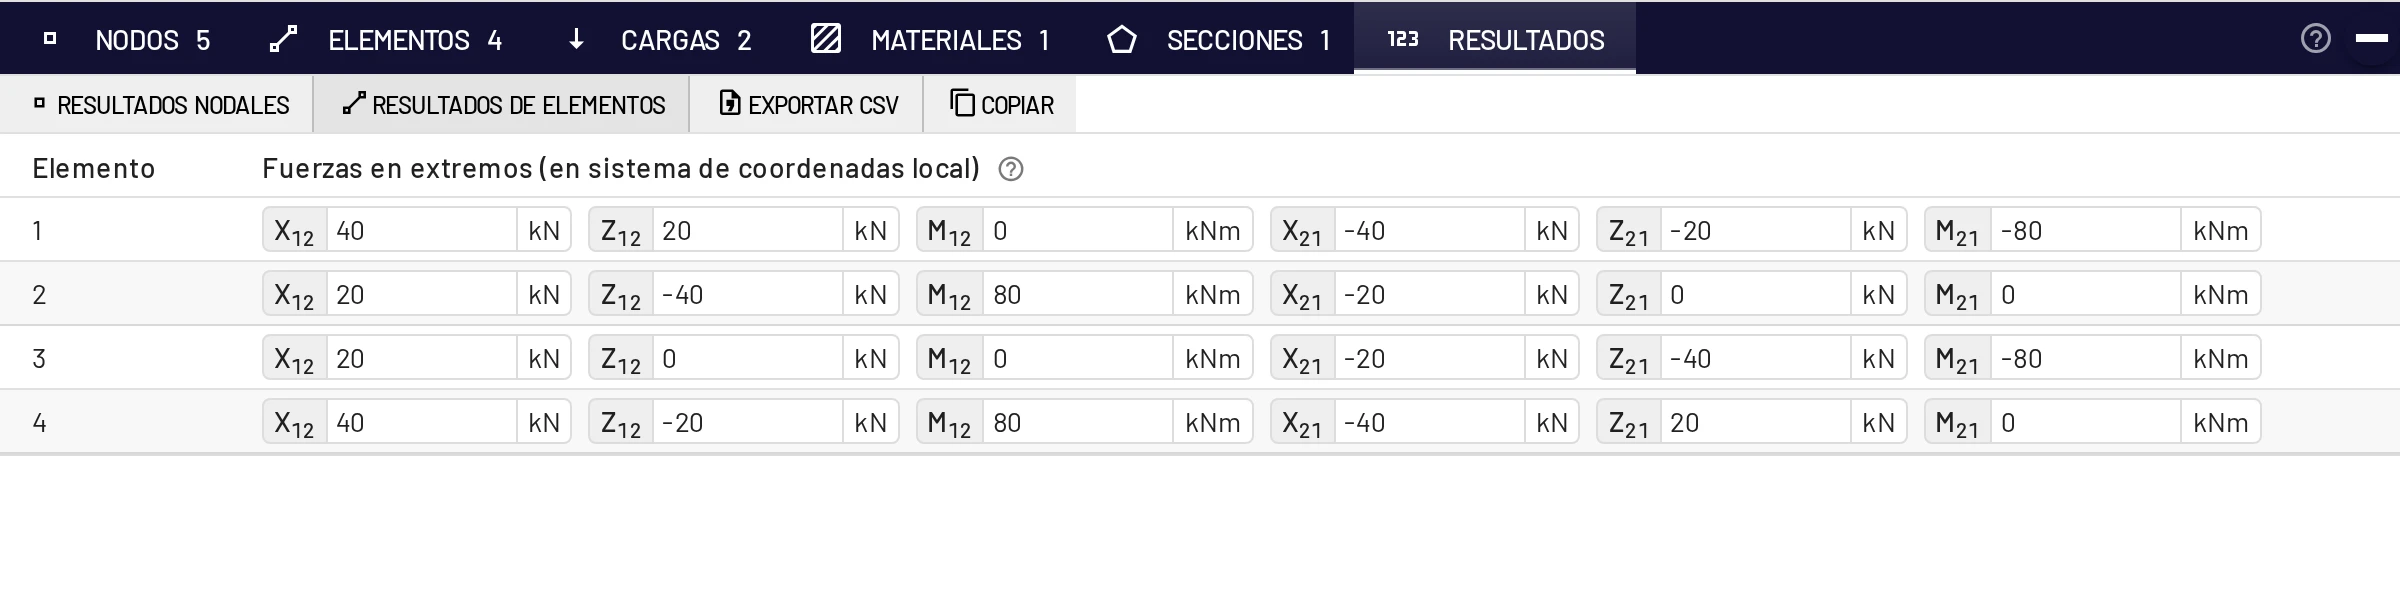 NODOS 5 ELEMENTOS 4 CARGAS 2 MATERIALES 1 SECCIONES 1 123 RESULTADOS ?
RESULTADOS NODALES RESULTADOS DE ELEMENTOS EXPORTAR CSV COPIAR
Elemento Fuerzas en extremos (en sistema de coordenadas local) ?
1 X12 40 kN Z12 20 kN M12 0 kNm X21 -40 kN Z21 -20 kN M21 -80 kNm
2 X12 20 kN Z12 -40 kN M12 80 kNm X21 -20 kN Z21 0 kN M21 0 kNm
3 X12 20 kN Z12 0 kN M12 0 kNm X21 -20 kN Z21 -40 kN M21 -80 kNm
4 X12 40 kN Z12 -20 kN M12 80 kNm X21 -40 kN Z21 20 kN M21 0 kNm